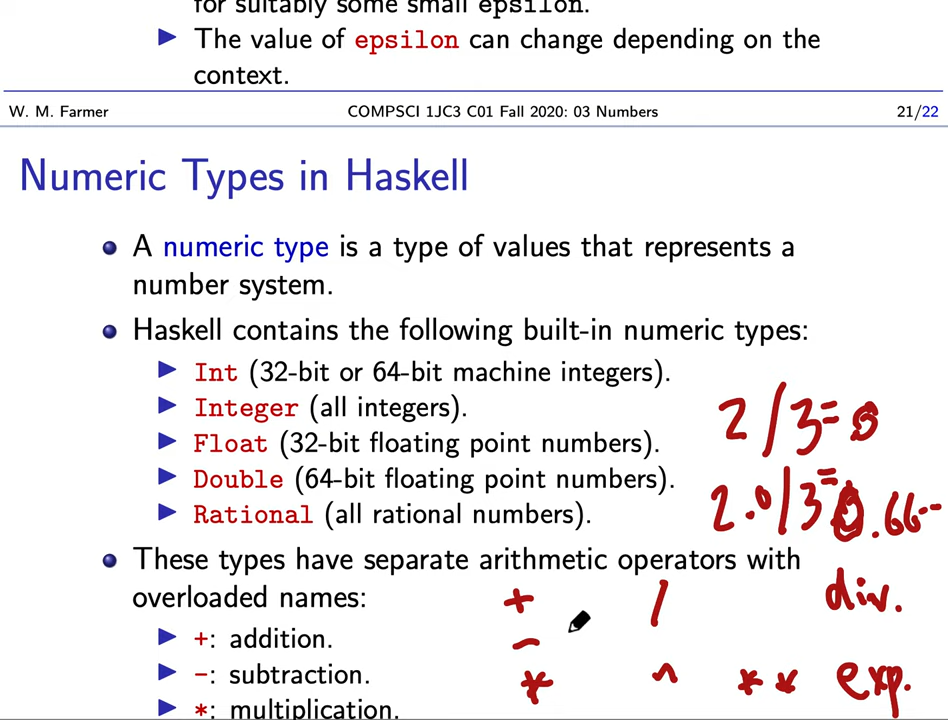 for suitably some small epsilon.
▶ The value of epsilon can change depending on the
context.
W. M. Farmer COMPSCI 1JC3 C01 Fall 2020: 03 Numbers 21/22
Numeric Types in Haskell
A numeric type is a type of values that represents a
number system.
Haskell contains the following built-in numeric types:
▶ Int (32-bit or 64-bit machine integers).
▶ Integer (all integers).
▶ Float (32-bit floating point numbers).
▶ Double (64-bit floating point numbers).
▶ Rational (all rational numbers).
2/3=0
2.0/3=0.66--
These types have separate arithmetic operators with
overloaded names:
▶ +: addition.
▶ -: subtraction.
▶ *: multiplication.
+ / div.
-
* ^ ** exp.